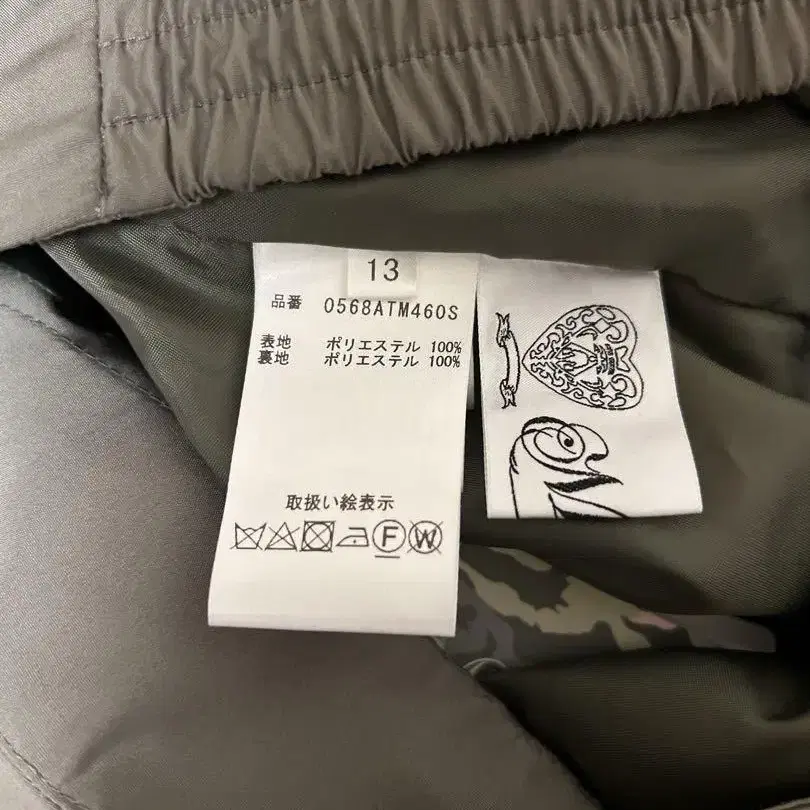 13
品番 0568ATM460S
表地 ポリエステル 100%
裏地 ポリエステル 100%
取扱い絵表示
F W